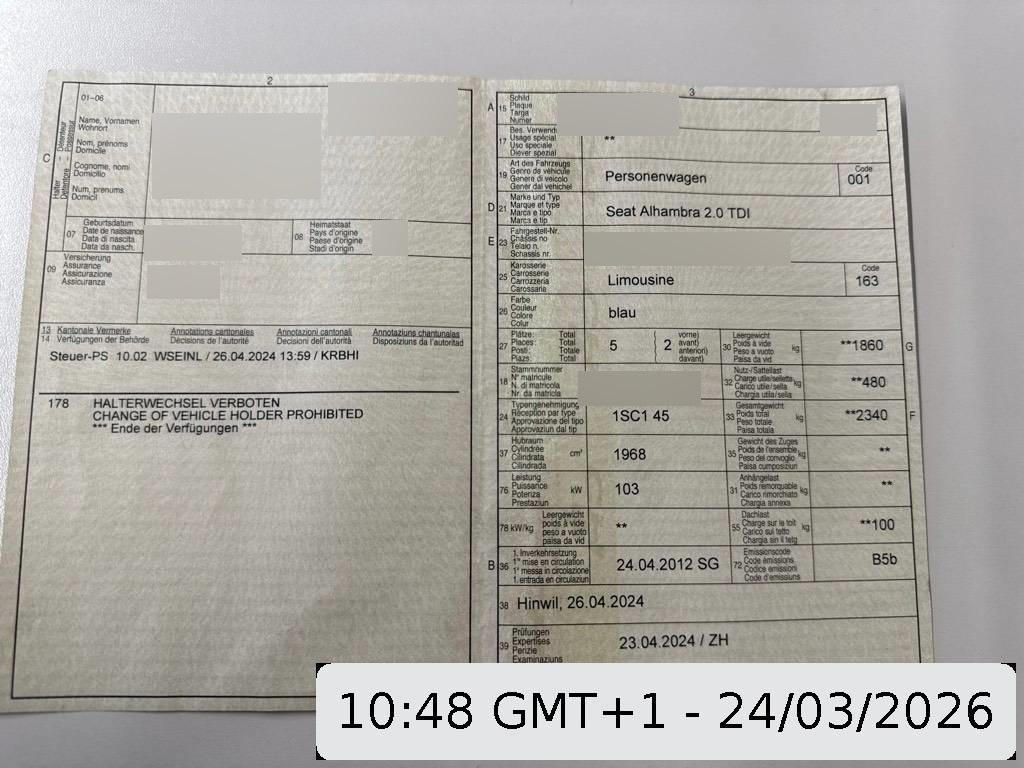 2
01–06
C
Halter
Détenteur
Detentore
Possessur
Name, Vornamen
Wohnort
Nom, prénoms
Domicile
Cognome, nomi
Domicilio
Num, prenums
Domicil
07
Geburtsdatum
Date de naissance
Data di nascita
Data da nasch.
08
Heimatstaat
Pays d'origine
Paese d'origine
Stadi d'origin
09
Versicherung
Assurance
Assicurazione
Assicuranza
13 Kantonale Vermerke Annotations cantonales Annotazioni cantonali Annotaziuns chantunalas
14 Verfügungen der Behörde Décisions de l'autorité Decisioni dell'autorità Disposiziuns da l'autoritad
Steuer-PS 10.02 WSEINL / 26.04.2024 13:59 / KRBHI
178 HALTERWECHSEL VERBOTEN
CHANGE OF VEHICLE HOLDER PROHIBITED
*** Ende der Verfügungen ***
3
A 15
Schild
Plaque
Targa
Numer
17
Bes. Verwend
Usage spécial
Uso speciale
Diever spezial
**
19
Art des Fahrzeugs
Genre de véhicule
Genere di veicolo
Gener dal vehichel
Personenwagen
Code
001
D 21
Marke und Typ
Marque et type
Marca e tipo
Marca e tip
Seat Alhambra 2.0 TDI
E 23
Fahrgestell-Nr.
Châssis no
Telaio n.
Schassis nr.
25
Karosserie
Carrosserie
Carrozzeria
Carossaria
Limousine
Code
163
26
Farbe
Couleur
Colore
Colur
blau
27
Plätze: Total
Places: Total
Posti: Totale
Plazs: Total
5
2
vorne)
avant)
anteriori)
davant)
30
Leergewicht
Poids à vide
Peso a vuoto
Paisa da vid
kg
**1860
G
18
Stammnummer
N° matricule
N. di matricola
Nr. da matricla
32
Nutz-/Sattellast
Charge utile/sellette
Carico utile/sella
Chargia utila/sella
kg
**480
24
Typengenehmigung
Réception par type
Approvazione del tipo
Approvaziun dal tip
1SC1 45
33
Gesamtgewicht
Poids total
Peso totale
Paisa totala
kg
**2340
F
37
Hubraum
Cylindrée
Cilindrata
Cilindrada
cm³
1968
35
Gewicht des Zuges
Poids de l'ensemble
Peso del convoglio
Paisa cumposiziun
kg
**
76
Leistung
Puissance
Potenza
Prestaziun
kW
103
31
Anhängelast
Poids remorquable
Carico rimorchiato
Chargia annexa
kg
**
78 kW/kg
Leergewicht
poids à vide
peso a vuoto
paisa da vid
**
55
Dachlast
Charge sur le toit
Carico sul tetto
Chargia sin il tetg
kg
**100
B 36
1. Inverkehrsetzung
1re mise en circulation
1a messa in circolazione
1. entrada en circulaziun
24.04.2012 SG
72
Emissionscode
Code émissions
Codice emissioni
Code d'emissiuns
B5b
38 Hinwil, 26.04.2024
39
Prüfungen
Expertises
Perizie
Examinaziuns
23.04.2024 / ZH
10:48 GMT+1 - 24/03/2026